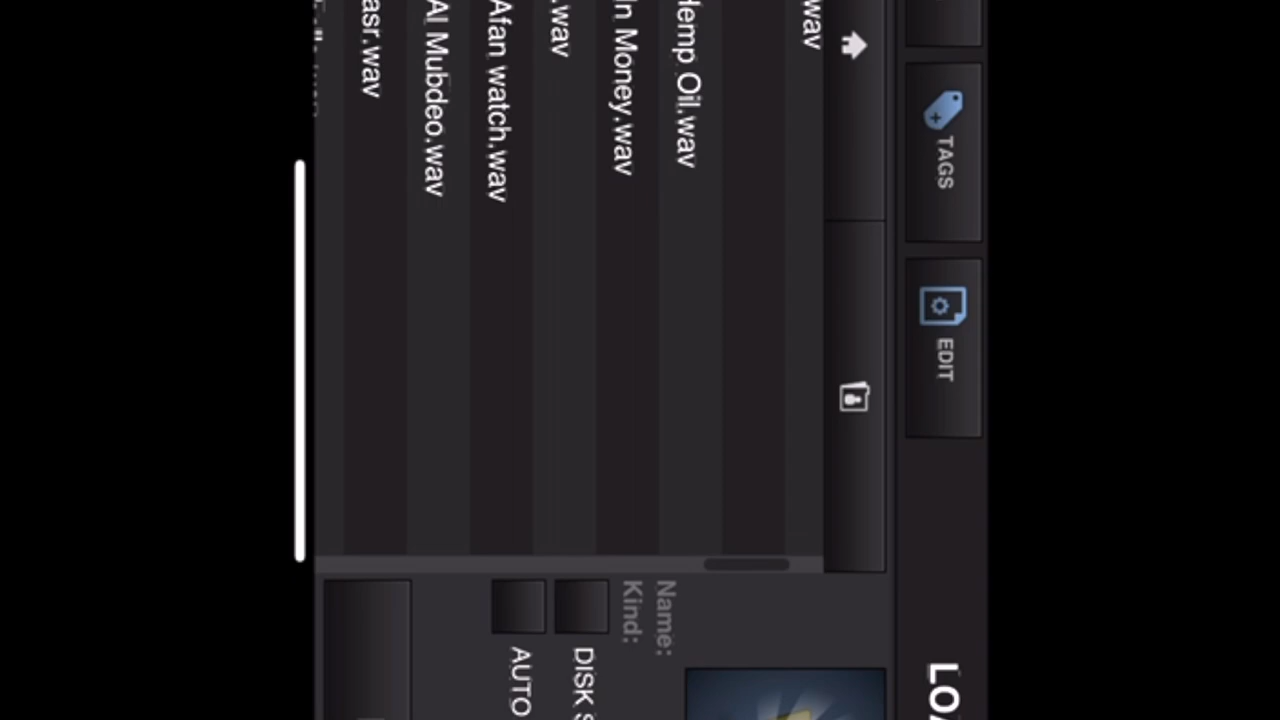 TAGS
EDIT
LOA
.wav
Hemp Oil.wav
In Money.wav
.wav
Afan watch.wav
Al Mubdeo.wav
asr.wav
Name:
Kind:
DISK S
AUTO